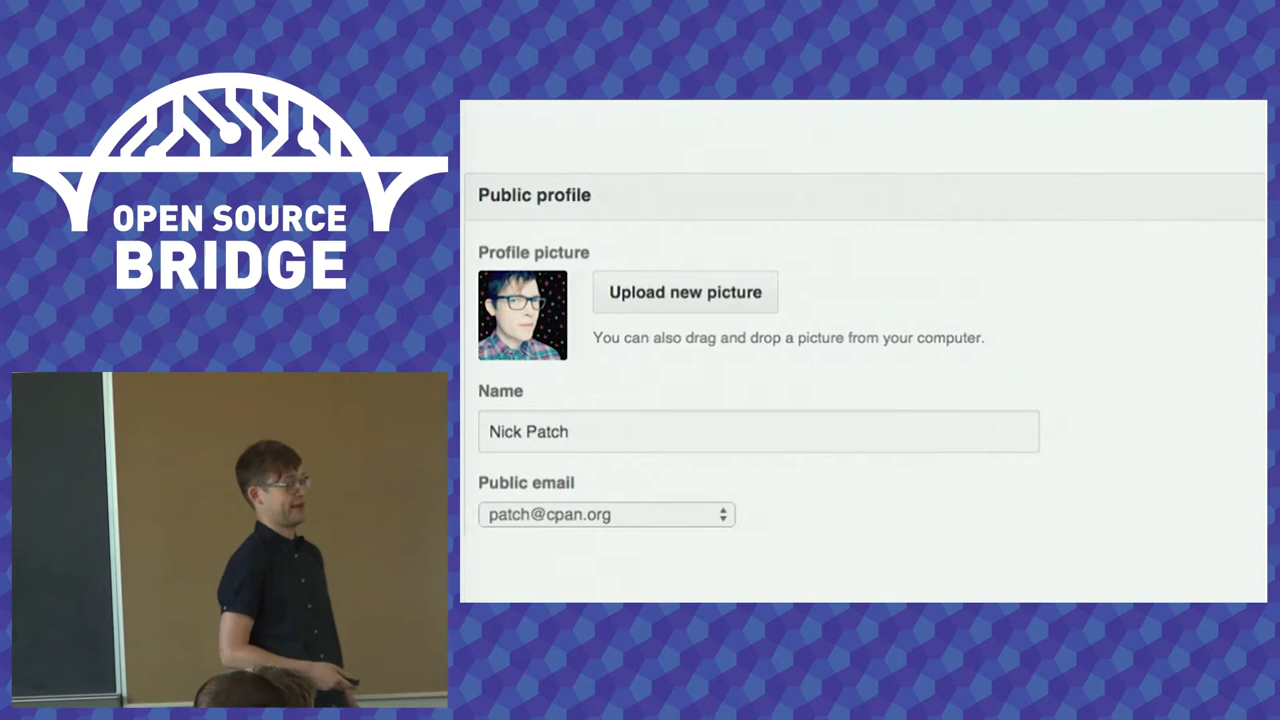 OPEN SOURCE
BRIDGE
Public profile
Profile picture
Upload new picture
You can also drag and drop a picture from your computer.
Name
Nick Patch
Public email
patch@cpan.org